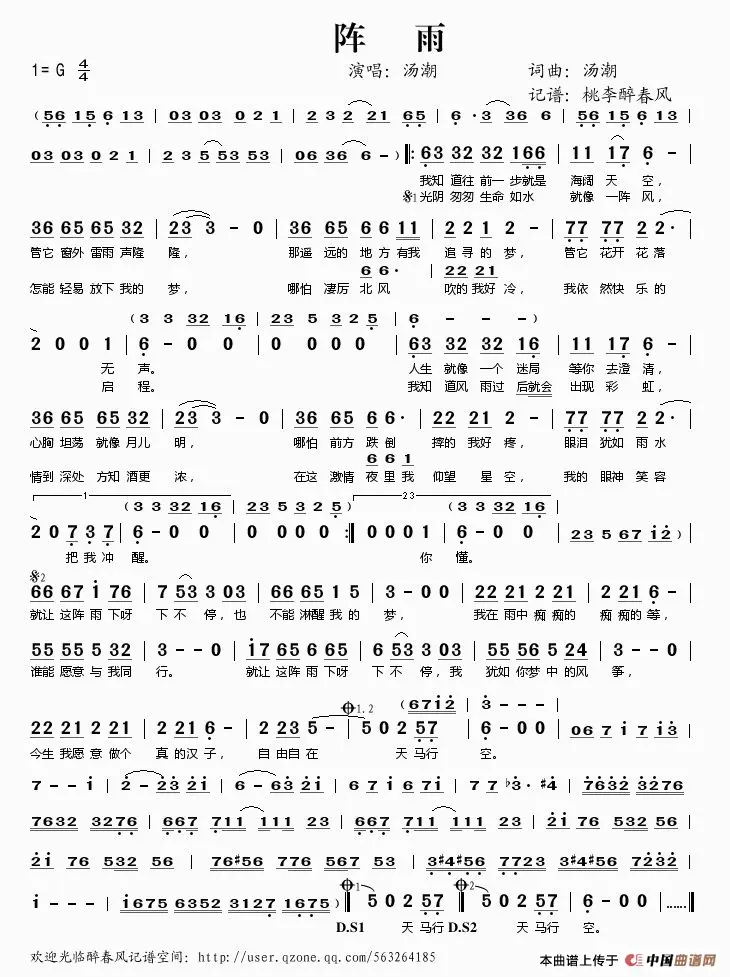 阵 雨
1= G 4/4 演唱：汤潮 词曲：汤潮
记谱：桃李醉春风
( 56 15 6 13 | 03 03 0 2 1 | 2 3 2 21 65 | 6 · 3 36 6 | 56 15 6 13 |
03 03 0 2 1 | 2 3 5 53 53 | 06 36 6 – ) 𝄆 63 32 32 166 | 11 17 6 – |
我知 道往 前一 步就是 海阔 天 空，
𝄋1 光阴 匆匆 生命 如水 就像 一阵 风，
36 65 65 32 | 23 3 – 0 | 36 65 6 6 11 | 2 2 1 2 – | 77 77 2 2 · |
管它 窗外 雷雨 声隆 隆， 那遥 远的 地方 有我 追 寻的 梦， 管它 花开 花落
6 6 · 22 21
怎能 轻易 放下 我的 梦， 哪怕 凄厉 北风 吹的 我好 冷， 我依 然快 乐的
( 3 3 32 16 | 23 5 3 2 5 | 6 – – – )
2 0 0 1 | 6 – 0 0 | 0 0 0 0 | 63 32 32 16 | 11 17 6 – |
无 声。 人生 就像 一个 迷局 等你 去澄 清，
启 程。 我知 道风 雨过 后就会 出现 彩 虹，
36 65 65 32 | 23 3 – 0 | 36 65 6 6 · | 22 21 2 – | 77 77 2 2 · |
心胸 坦荡 就像 月儿 明， 哪怕 前方 跌倒 摔的 我好 疼， 眼泪 犹如 雨水
6 6 1
情到 深处 方知 酒更 浓， 在这 激情 夜里 我 仰望 星 空， 我的 眼神 笑容
1 ( 3 3 32 16 | 23 5 3 2 5 ) 23 ( 3 3 32 16
2 0 7 3 7 | 6 – 0 0 | 0 0 0 0 :𝄇 0 0 0 1 | 6 – 0 0 | 23 5 67 i2 )
把 我 冲 醒。 你 懂。
𝄋2
66 67 i 76 | 7 53 3 03 | 66 65 1 5 | 3 – 0 0 | 22 21 2 21 | 2 21 6 – |
就让 这阵 雨 下呀 下 不 停，也 不能 淋醒 我 的 梦， 我在 雨中 痴 痴的 痴 痴的 等，
55 55 5 32 | 3 – – 0 | i7 65 6 65 | 6 53 3 03 | 55 56 5 24 | 3 – – 0 |
谁能 愿意 与 我同 行。 就让 这阵 雨 下呀 下 不 停，我 犹如 你梦 中 的风 筝，
𝄌1.2 ( 67i2 | 3 – – –
22 21 2 21 | 2 21 6 – | 2 23 5 – | 5 0 2 57 | 6 – 0 0 | 06 7 i 7 i3 |
今生 我愿 意 做个 真 的汉 子， 自 由自 在 天 马行 空。
7 – – i | 2 – 23 2i | 6 – 63 2i | 67 i 67 i | 7 7 ♭3 · ♯4 | 7632 3276
7632 3276 | 667 711 111 23 | 667 711 111 23 | 2i 76 532 56 |
2i 76 532 56 | 76♯56 776 567 53 | 3♯4♯56 7723 3♯4♯56 7232 |
i – – – | i675 6352 3127 1675 ) 𝄌1 5 0 2 57 𝄌2 5 0 2 57 | 6 – 0 0 |……|
D.S1 天 马行 D.S2 天 马行 空。
欢迎光临醉春风记谱空间：http://user.qzone.qq.com/563264185 本曲谱上传于 中国曲谱网